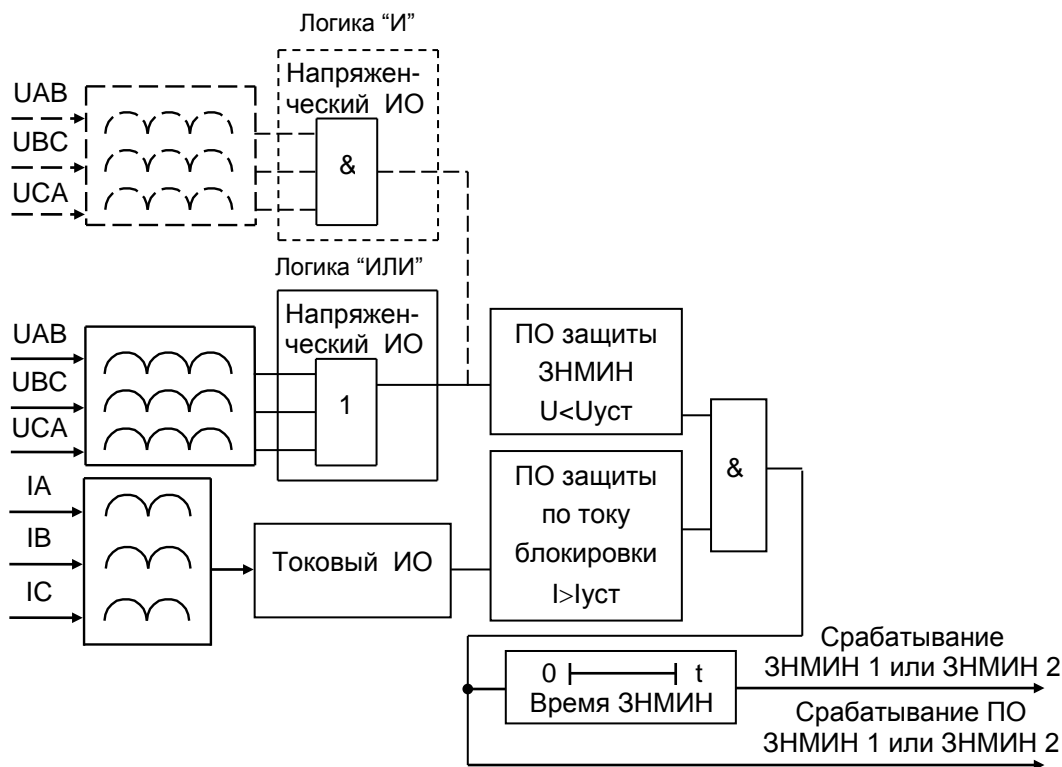 Логика “И”
Напряжен-
ческий ИО
UAB
UBC
UCA
&
Логика “ИЛИ”
Напряжен-
ческий ИО
UAB
UBC
UCA
1
ПО защиты
ЗНМИН
U<Uуст
&
IA
IB
IC
Токовый ИО
ПО защиты
по току
блокировки
I>Iуст
0 t
Время ЗНМИН
Срабатывание
ЗНМИН 1 или ЗНМИН 2
Срабатывание ПО
ЗНМИН 1 или ЗНМИН 2